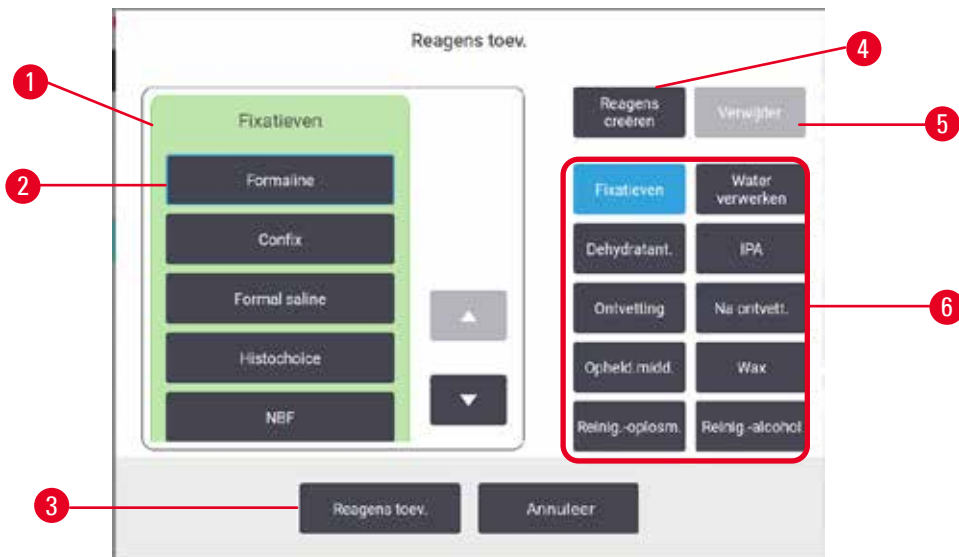 Reagens toev.
1
4
Fixatieven
Reagens
creëren
Verwijder
5
2
Formaline
Fixatieven
Water
verwerken
Confix
Dehydratant.
IPA
Formal saline
Ontvetting
Na ontvett.
6
Histochoice
Opheld.midd.
Wax
NBF
Reinig.-oplosm.
Reinig.-alcohol
3
Reagens toev.
Annuleer